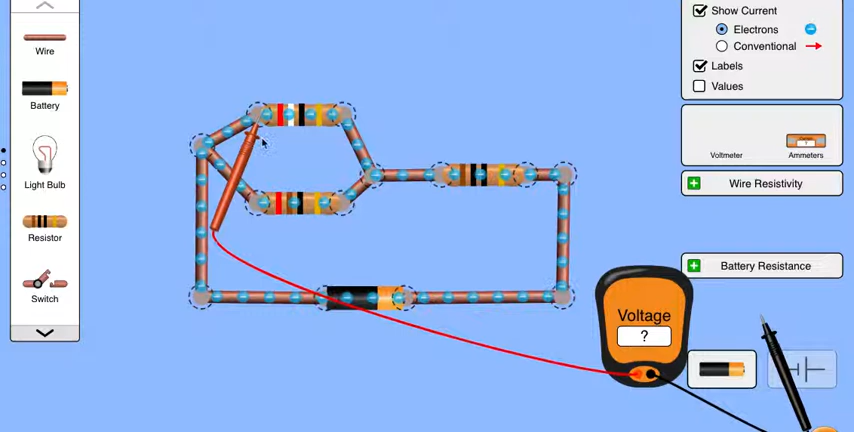 Wire
Battery
Light Bulb
Resistor
Switch
Show Current
Electrons
Conventional
Labels
Values
Voltmeter
Ammeters
?
Wire Resistivity
Battery Resistance
Voltage
?